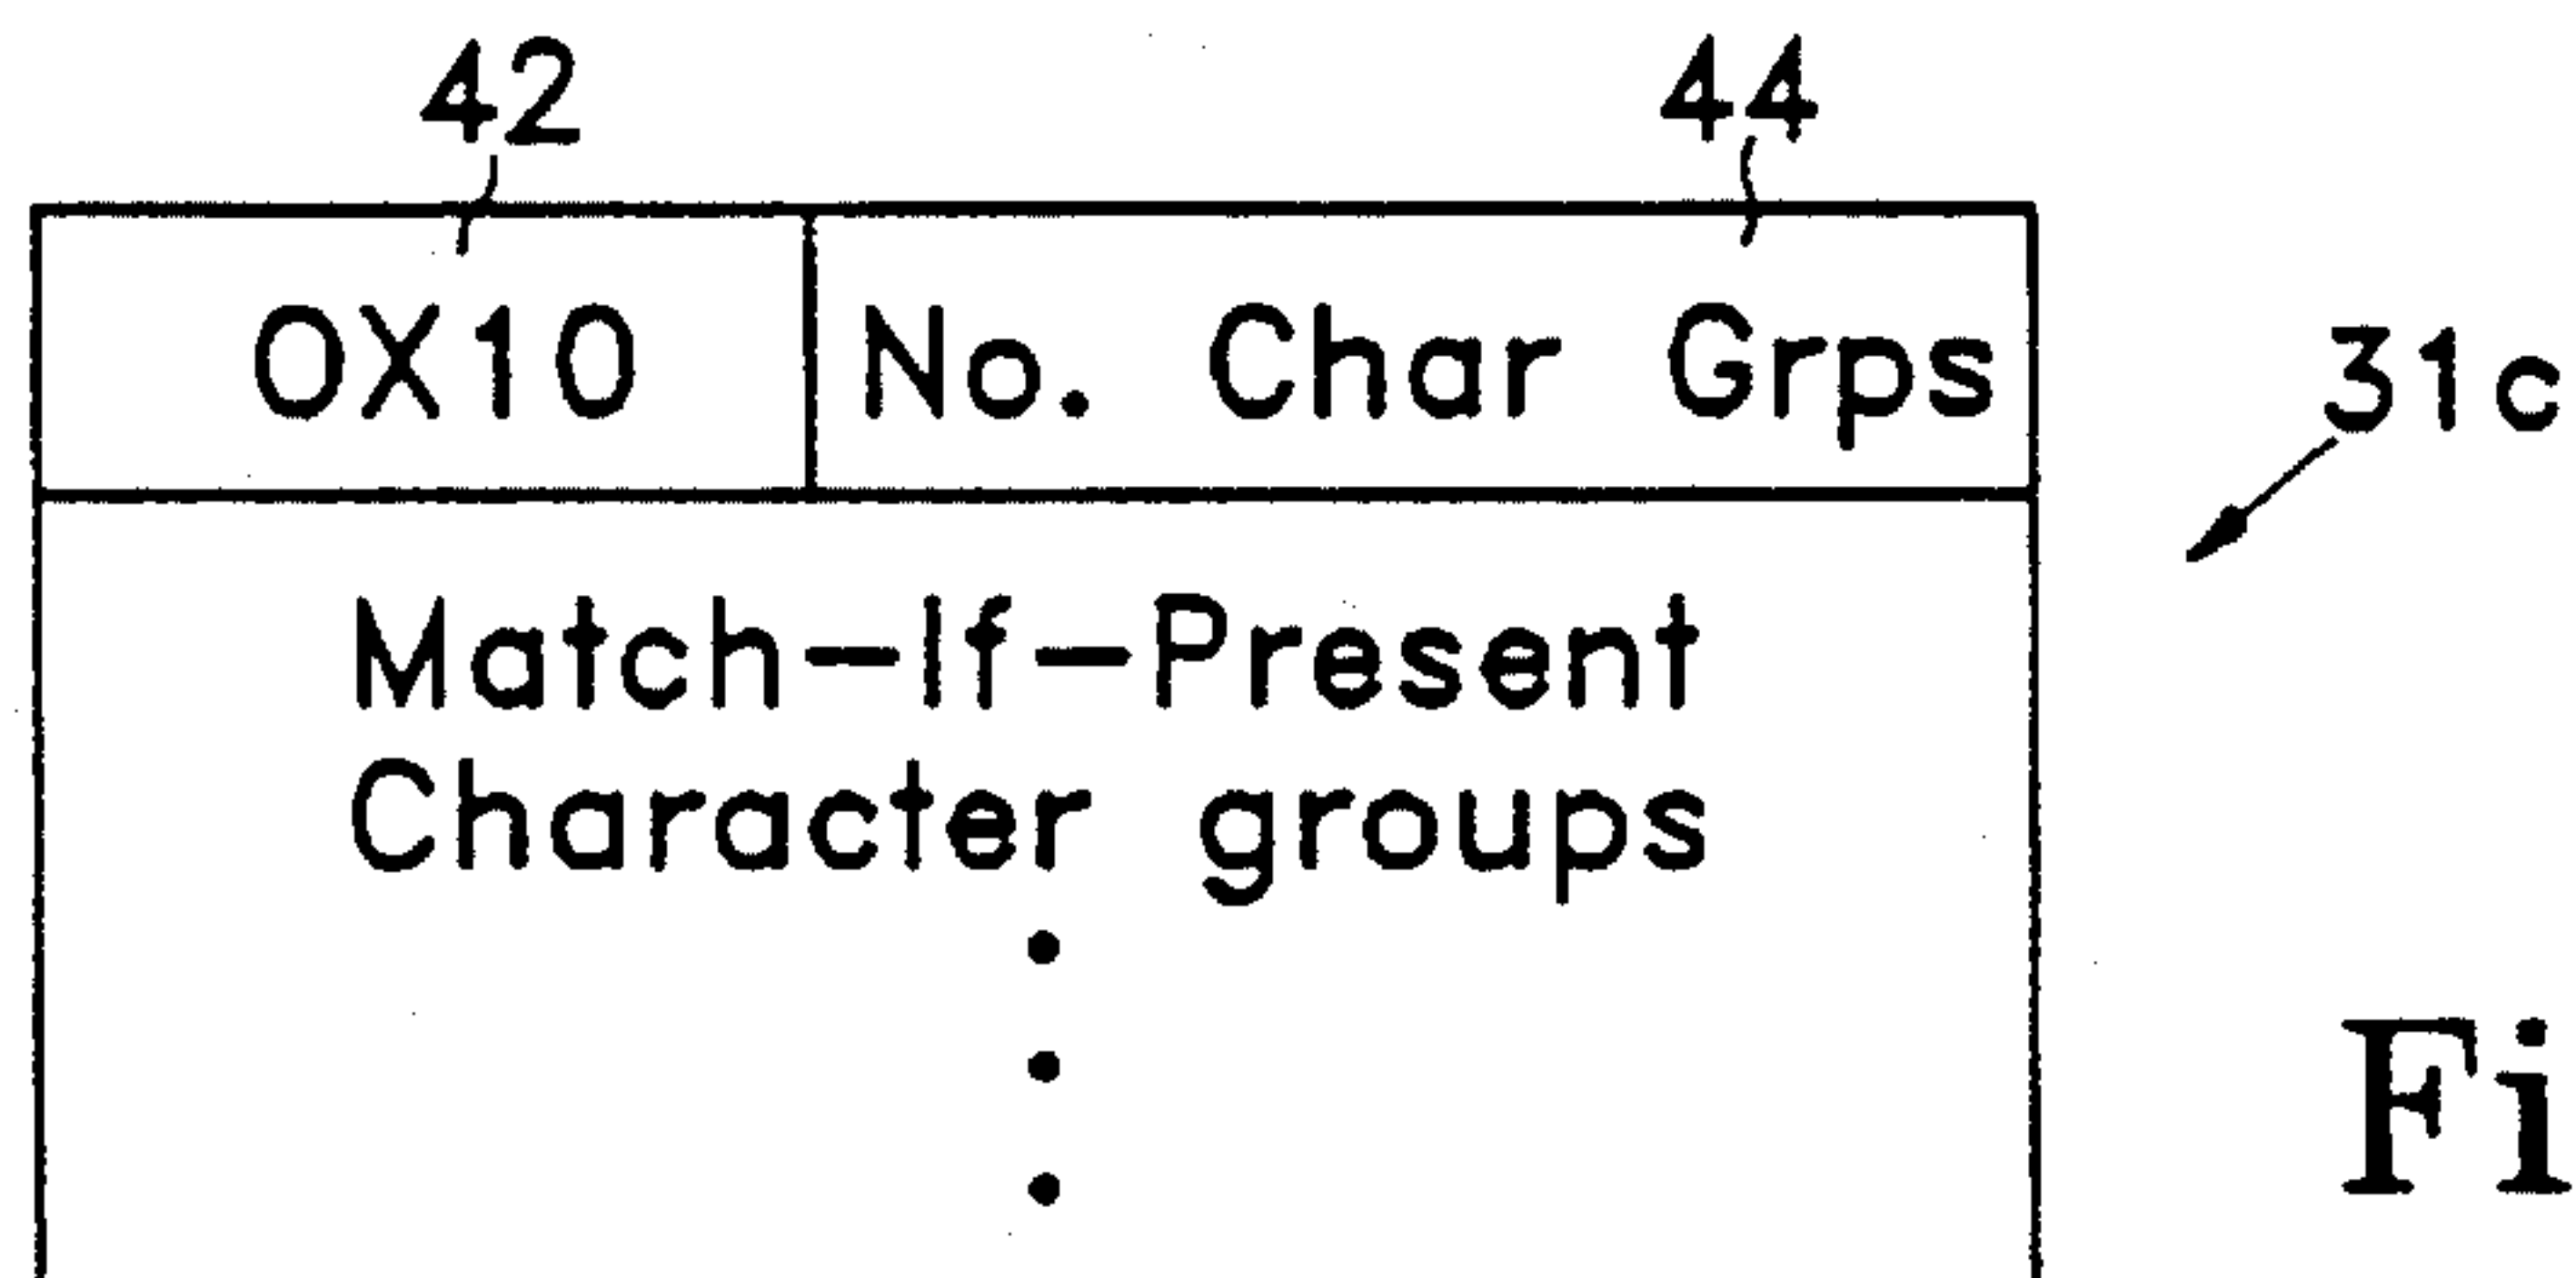 42 44
OX10 No. Char Grps
31c
Match-If-Present
Character groups
Fi